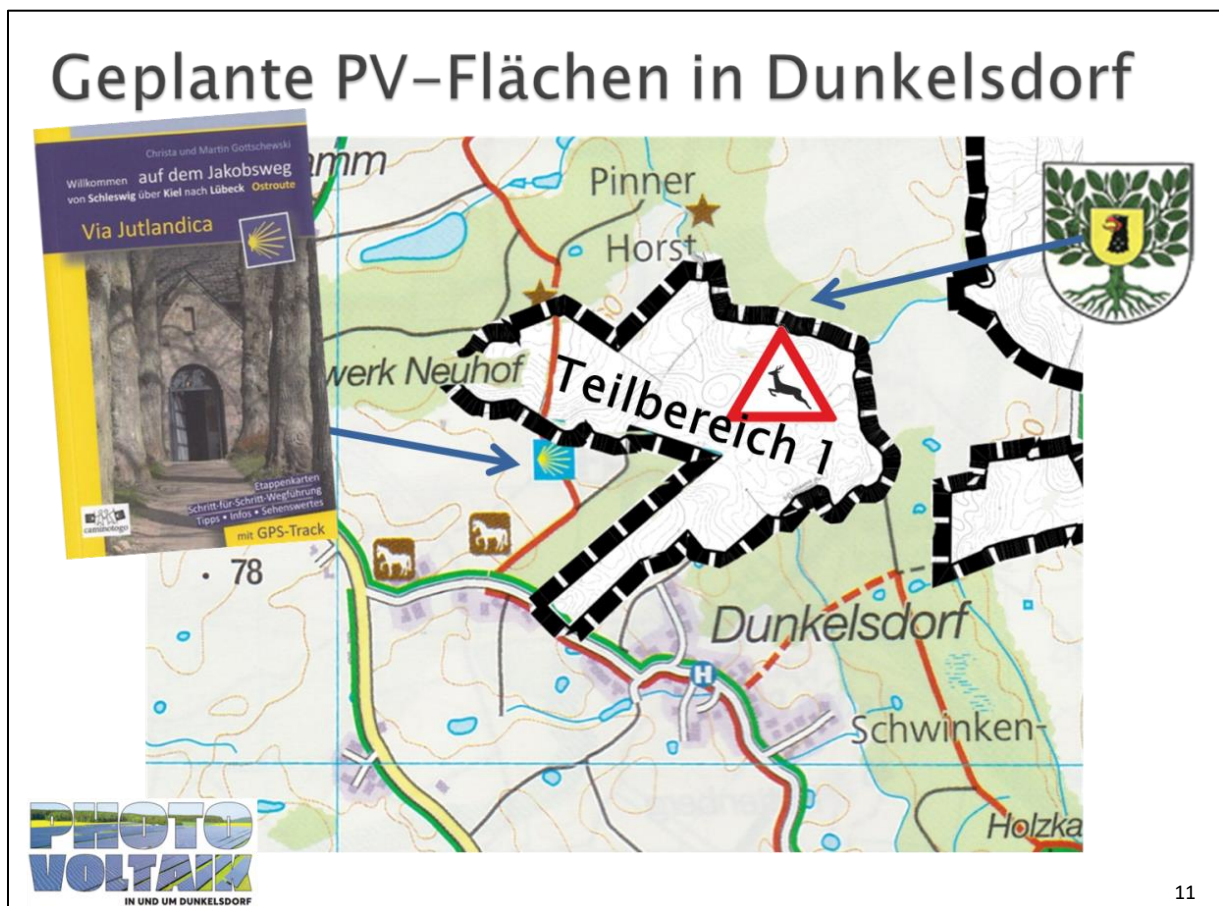 Geplante PV-Flächen in Dunkelsdorf
Christa und Martin Gottschewski
Willkommen auf dem Jakobsweg
von Schleswig über Kiel nach Lübeck Ostroute
Via Jutlandica
Etappenkarten
Schritt-für-Schritt-Wegführung
Tipps • Infos • Sehenswertes
mit GPS-Track
caminotogo
amm
Pinner
Horst
werk Neuhof
Teilbereich 1
• 78
Dunkelsdorf
H
Schwinken-
Holzka
PHOTO
VOLTAIK
IN UND UM DUNKELSDORF
11